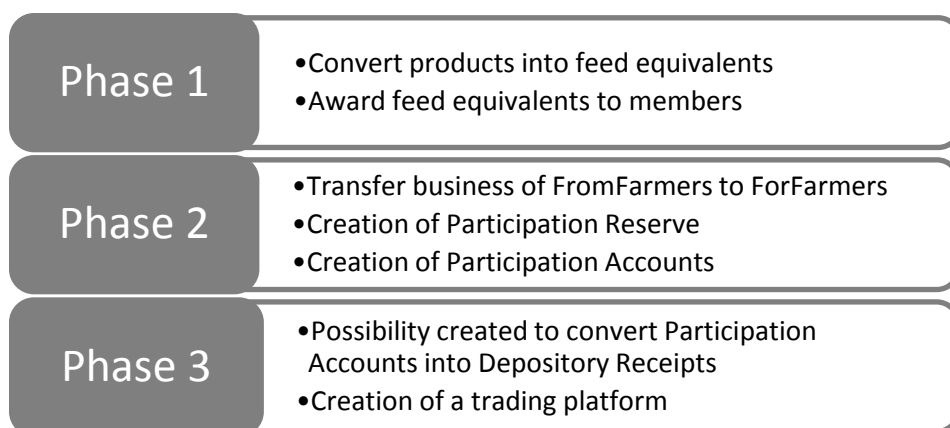 Phase 1
•Convert products into feed equivalents
•Award feed equivalents to members
Phase 2
•Transfer business of FromFarmers to ForFarmers
•Creation of Participation Reserve
•Creation of Participation Accounts
Phase 3
•Possibility created to convert Participation
Accounts into Depository Receipts
•Creation of a trading platform